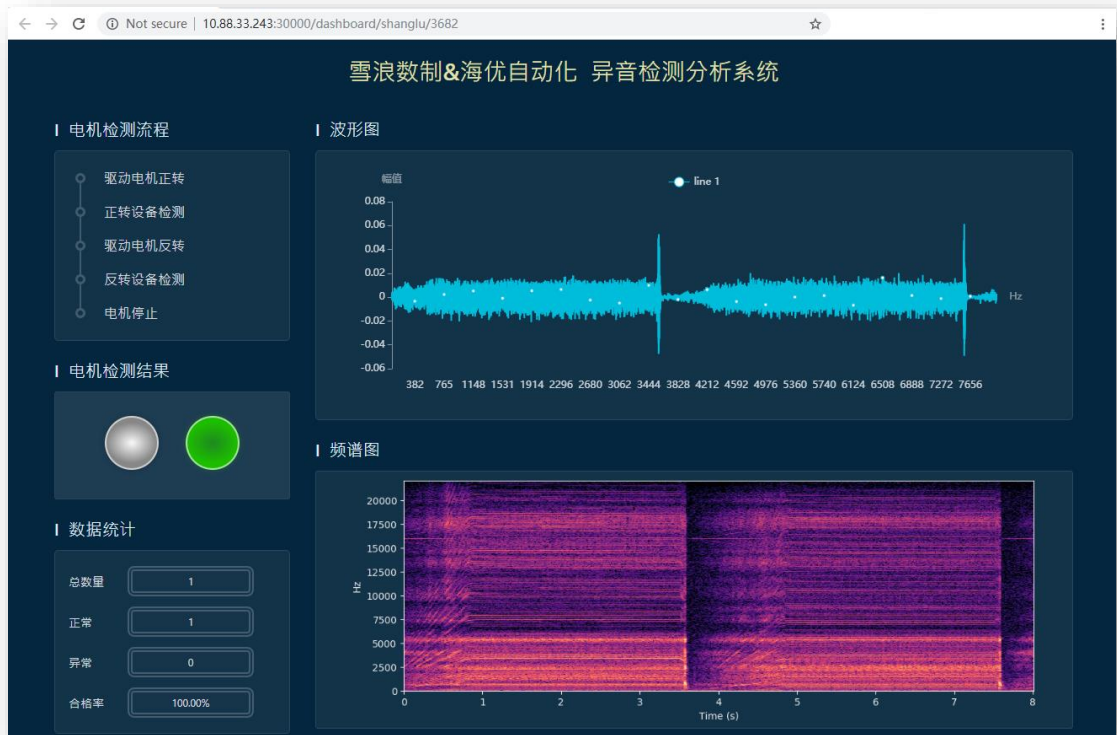 Not secure | 10.88.33.243:30000/dashboard/shanglu/3682
雪浪数制&海优自动化 异音检测分析系统
电机检测流程
驱动电机正转
正转设备检测
驱动电机反转
反转设备检测
电机停止
电机检测结果
数据统计
总数量 1
正常 1
异常 0
合格率 100.00%
波形图
幅值
line 1
0.08
0.06
0.04
0.02
0
-0.02
-0.04
-0.06
Hz
382 765 1148 1531 1914 2296 2680 3062 3444 3828 4212 4592 4976 5360 5740 6124 6508 6888 7272 7656
频谱图
20000
17500
15000
12500
10000
7500
5000
2500
0
Hz
0 1 2 3 4 5 6 7 8
Time (s)